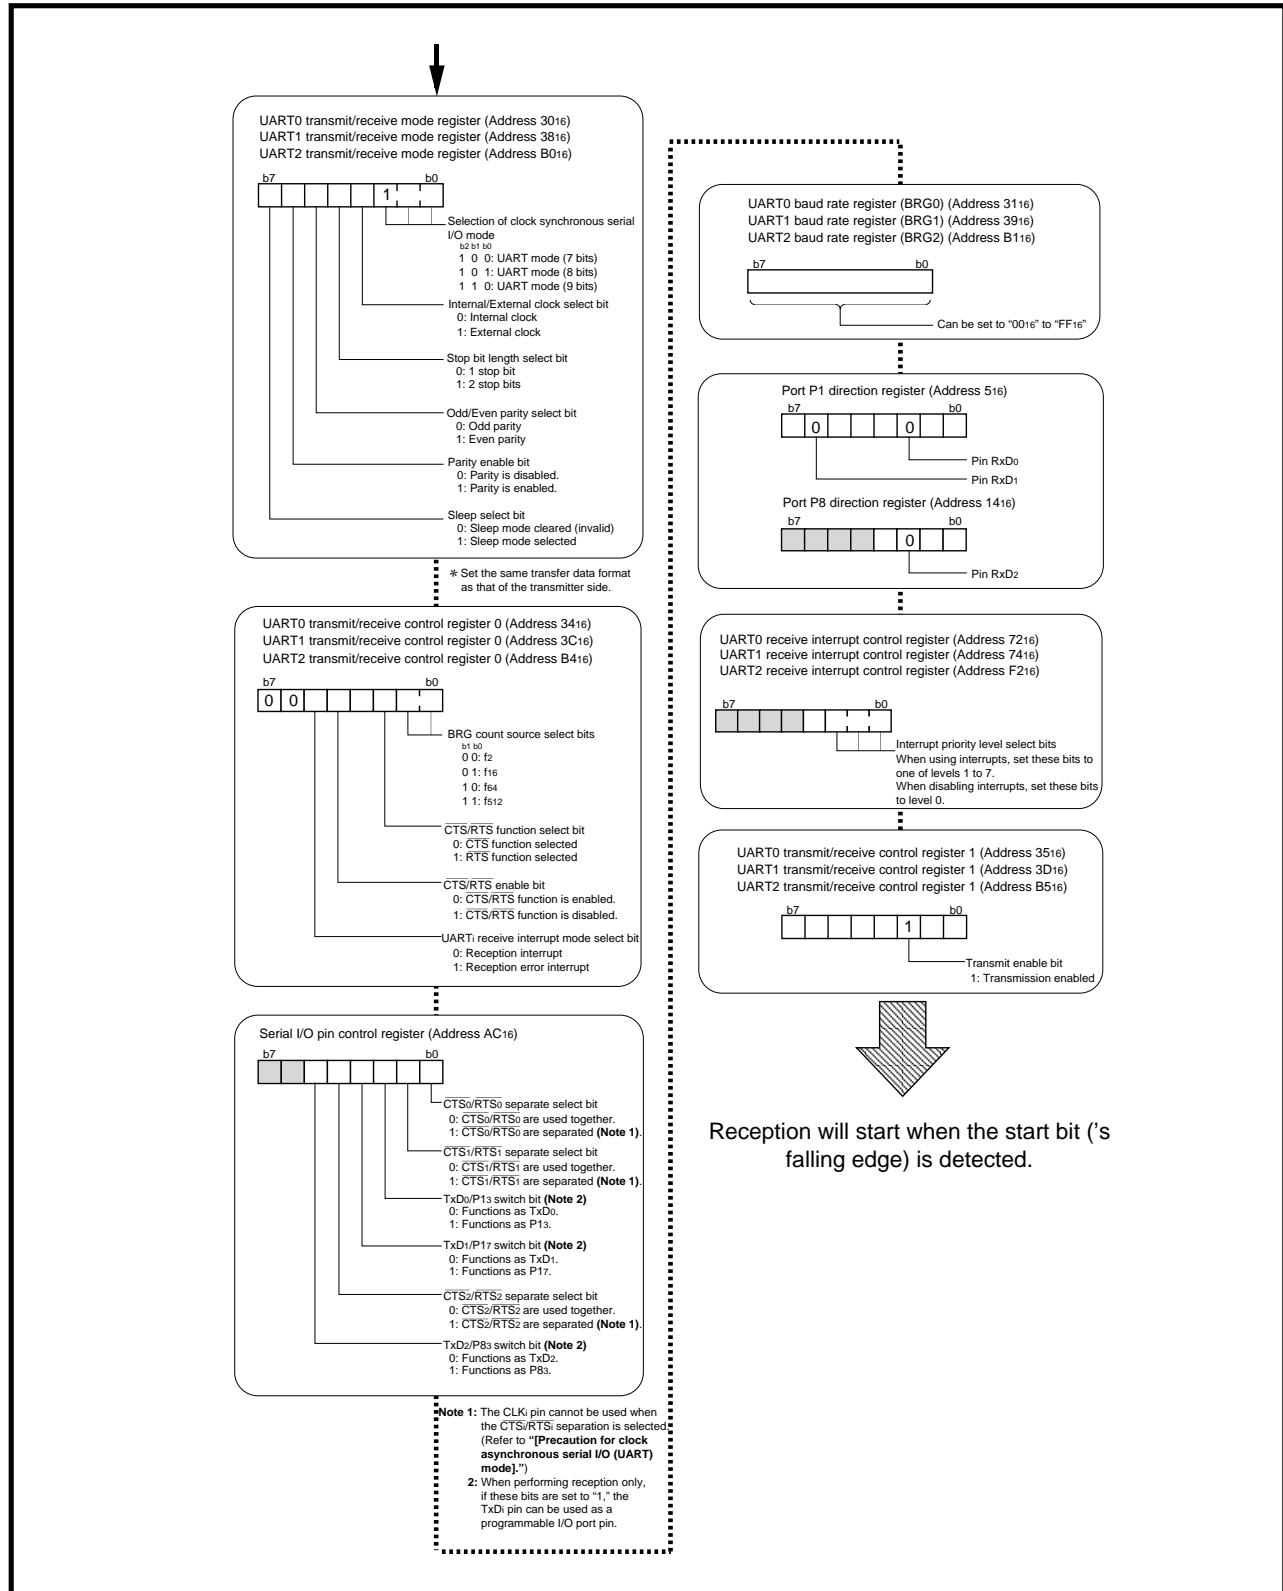 UART0 transmit/receive mode register (Address 3016)
UART1 transmit/receive mode register (Address 3816)
UART2 transmit/receive mode register (Address B016)
b7 b0
1
Selection of clock synchronous serial
I/O mode
b2 b1 b0
1 0 0: UART mode (7 bits)
1 0 1: UART mode (8 bits)
1 1 0: UART mode (9 bits)
Internal/External clock select bit
0: Internal clock
1: External clock
Stop bit length select bit
0: 1 stop bit
1: 2 stop bits
Odd/Even parity select bit
0: Odd parity
1: Even parity
Parity enable bit
0: Parity is disabled.
1: Parity is enabled.
Sleep select bit
0: Sleep mode cleared (invalid)
1: Sleep mode selected
* Set the same transfer data format
as that of the transmitter side.
UART0 transmit/receive control register 0 (Address 3416)
UART1 transmit/receive control register 0 (Address 3C16)
UART2 transmit/receive control register 0 (Address B416)
b7 b0
0 0
BRG count source select bits
b1 b0
0 0: f2
0 1: f16
1 0: f64
1 1: f512
CTS/RTS function select bit
0: CTS function selected
1: RTS function selected
CTS/RTS enable bit
0: CTS/RTS function is enabled.
1: CTS/RTS function is disabled.
UARTi receive interrupt mode select bit
0: Reception interrupt
1: Reception error interrupt
Serial I/O pin control register (Address AC16)
b7 b0
CTS0/RTS0 separate select bit
0: CTS0/RTS0 are used together.
1: CTS0/RTS0 are separated (Note 1).
CTS1/RTS1 separate select bit
0: CTS1/RTS1 are used together.
1: CTS1/RTS1 are separated (Note 1).
TxD0/P13 switch bit (Note 2)
0: Functions as TxD0.
1: Functions as P13.
TxD1/P17 switch bit (Note 2)
0: Functions as TxD1.
1: Functions as P17.
CTS2/RTS2 separate select bit
0: CTS2/RTS2 are used together.
1: CTS2/RTS2 are separated (Note 1).
TxD2/P83 switch bit (Note 2)
0: Functions as TxD2.
1: Functions as P83.
Note 1: The CLKi pin cannot be used when
the CTSi/RTSi separation is selected.
(Refer to “[Precaution for clock
asynchronous serial I/O (UART)
mode].”)
2: When performing reception only,
if these bits are set to “1,” the
TxDi pin can be used as a
programmable I/O port pin.
UART0 baud rate register (BRG0) (Address 3116)
UART1 baud rate register (BRG1) (Address 3916)
UART2 baud rate register (BRG2) (Address B116)
b7 b0
Can be set to “0016” to “FF16”
Port P1 direction register (Address 516)
b7 b0
0 0
Pin RxD0
Pin RxD1
Port P8 direction register (Address 1416)
b7 b0
0
Pin RxD2
UART0 receive interrupt control register (Address 7216)
UART1 receive interrupt control register (Address 7416)
UART2 receive interrupt control register (Address F216)
b7 b0
Interrupt priority level select bits
When using interrupts, set these bits to
one of levels 1 to 7.
When disabling interrupts, set these bits
to level 0.
UART0 transmit/receive control register 1 (Address 3516)
UART1 transmit/receive control register 1 (Address 3D16)
UART2 transmit/receive control register 1 (Address B516)
b7 b0
1
Transmit enable bit
1: Transmission enabled
Reception will start when the start bit ('s
falling edge) is detected.